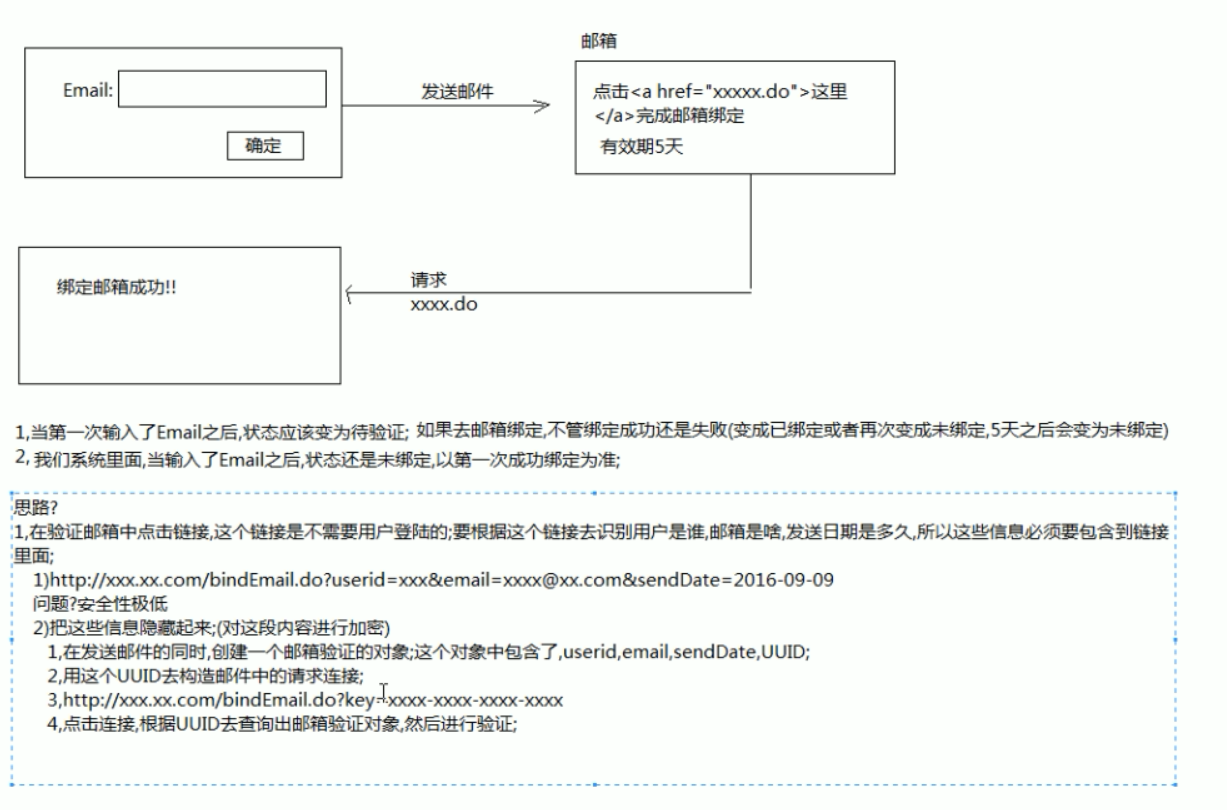 邮箱
Email:
确定
发送邮件
点击<a href="xxxxx.do">这里
</a>完成邮箱绑定
有效期5天
绑定邮箱成功!!
请求
xxxx.do
1,当第一次输入了Email之后,状态应该变为待验证; 如果去邮箱绑定,不管绑定成功还是失败(变成已绑定或者再次变成未绑定,5天之后会变为未绑定)
2, 我们系统里面,当输入了Email之后,状态还是未绑定,以第一次成功绑定为准;
思路?
1,在验证邮箱中点击链接,这个链接是不需要用户登陆的;要根据这个链接去识别用户是谁,邮箱是啥,发送日期是多久,所以这些信息必须要包含到链接
里面;
1)http://xxx.xx.com/bindEmail.do?userid=xxx&email=xxxx@xx.com&sendDate=2016-09-09
问题?安全性极低
2)把这些信息隐藏起来;(对这段内容进行加密)
1,在发送邮件的同时,创建一个邮箱验证的对象;这个对象中包含了,userid,email,sendDate,UUID;
2,用这个UUID去构造邮件中的请求连接;
3,http://xxx.xx.com/bindEmail.do?key=xxxx-xxxx-xxxx-xxxx
4,点击连接,根据UUID去查询出邮箱验证对象,然后进行验证;